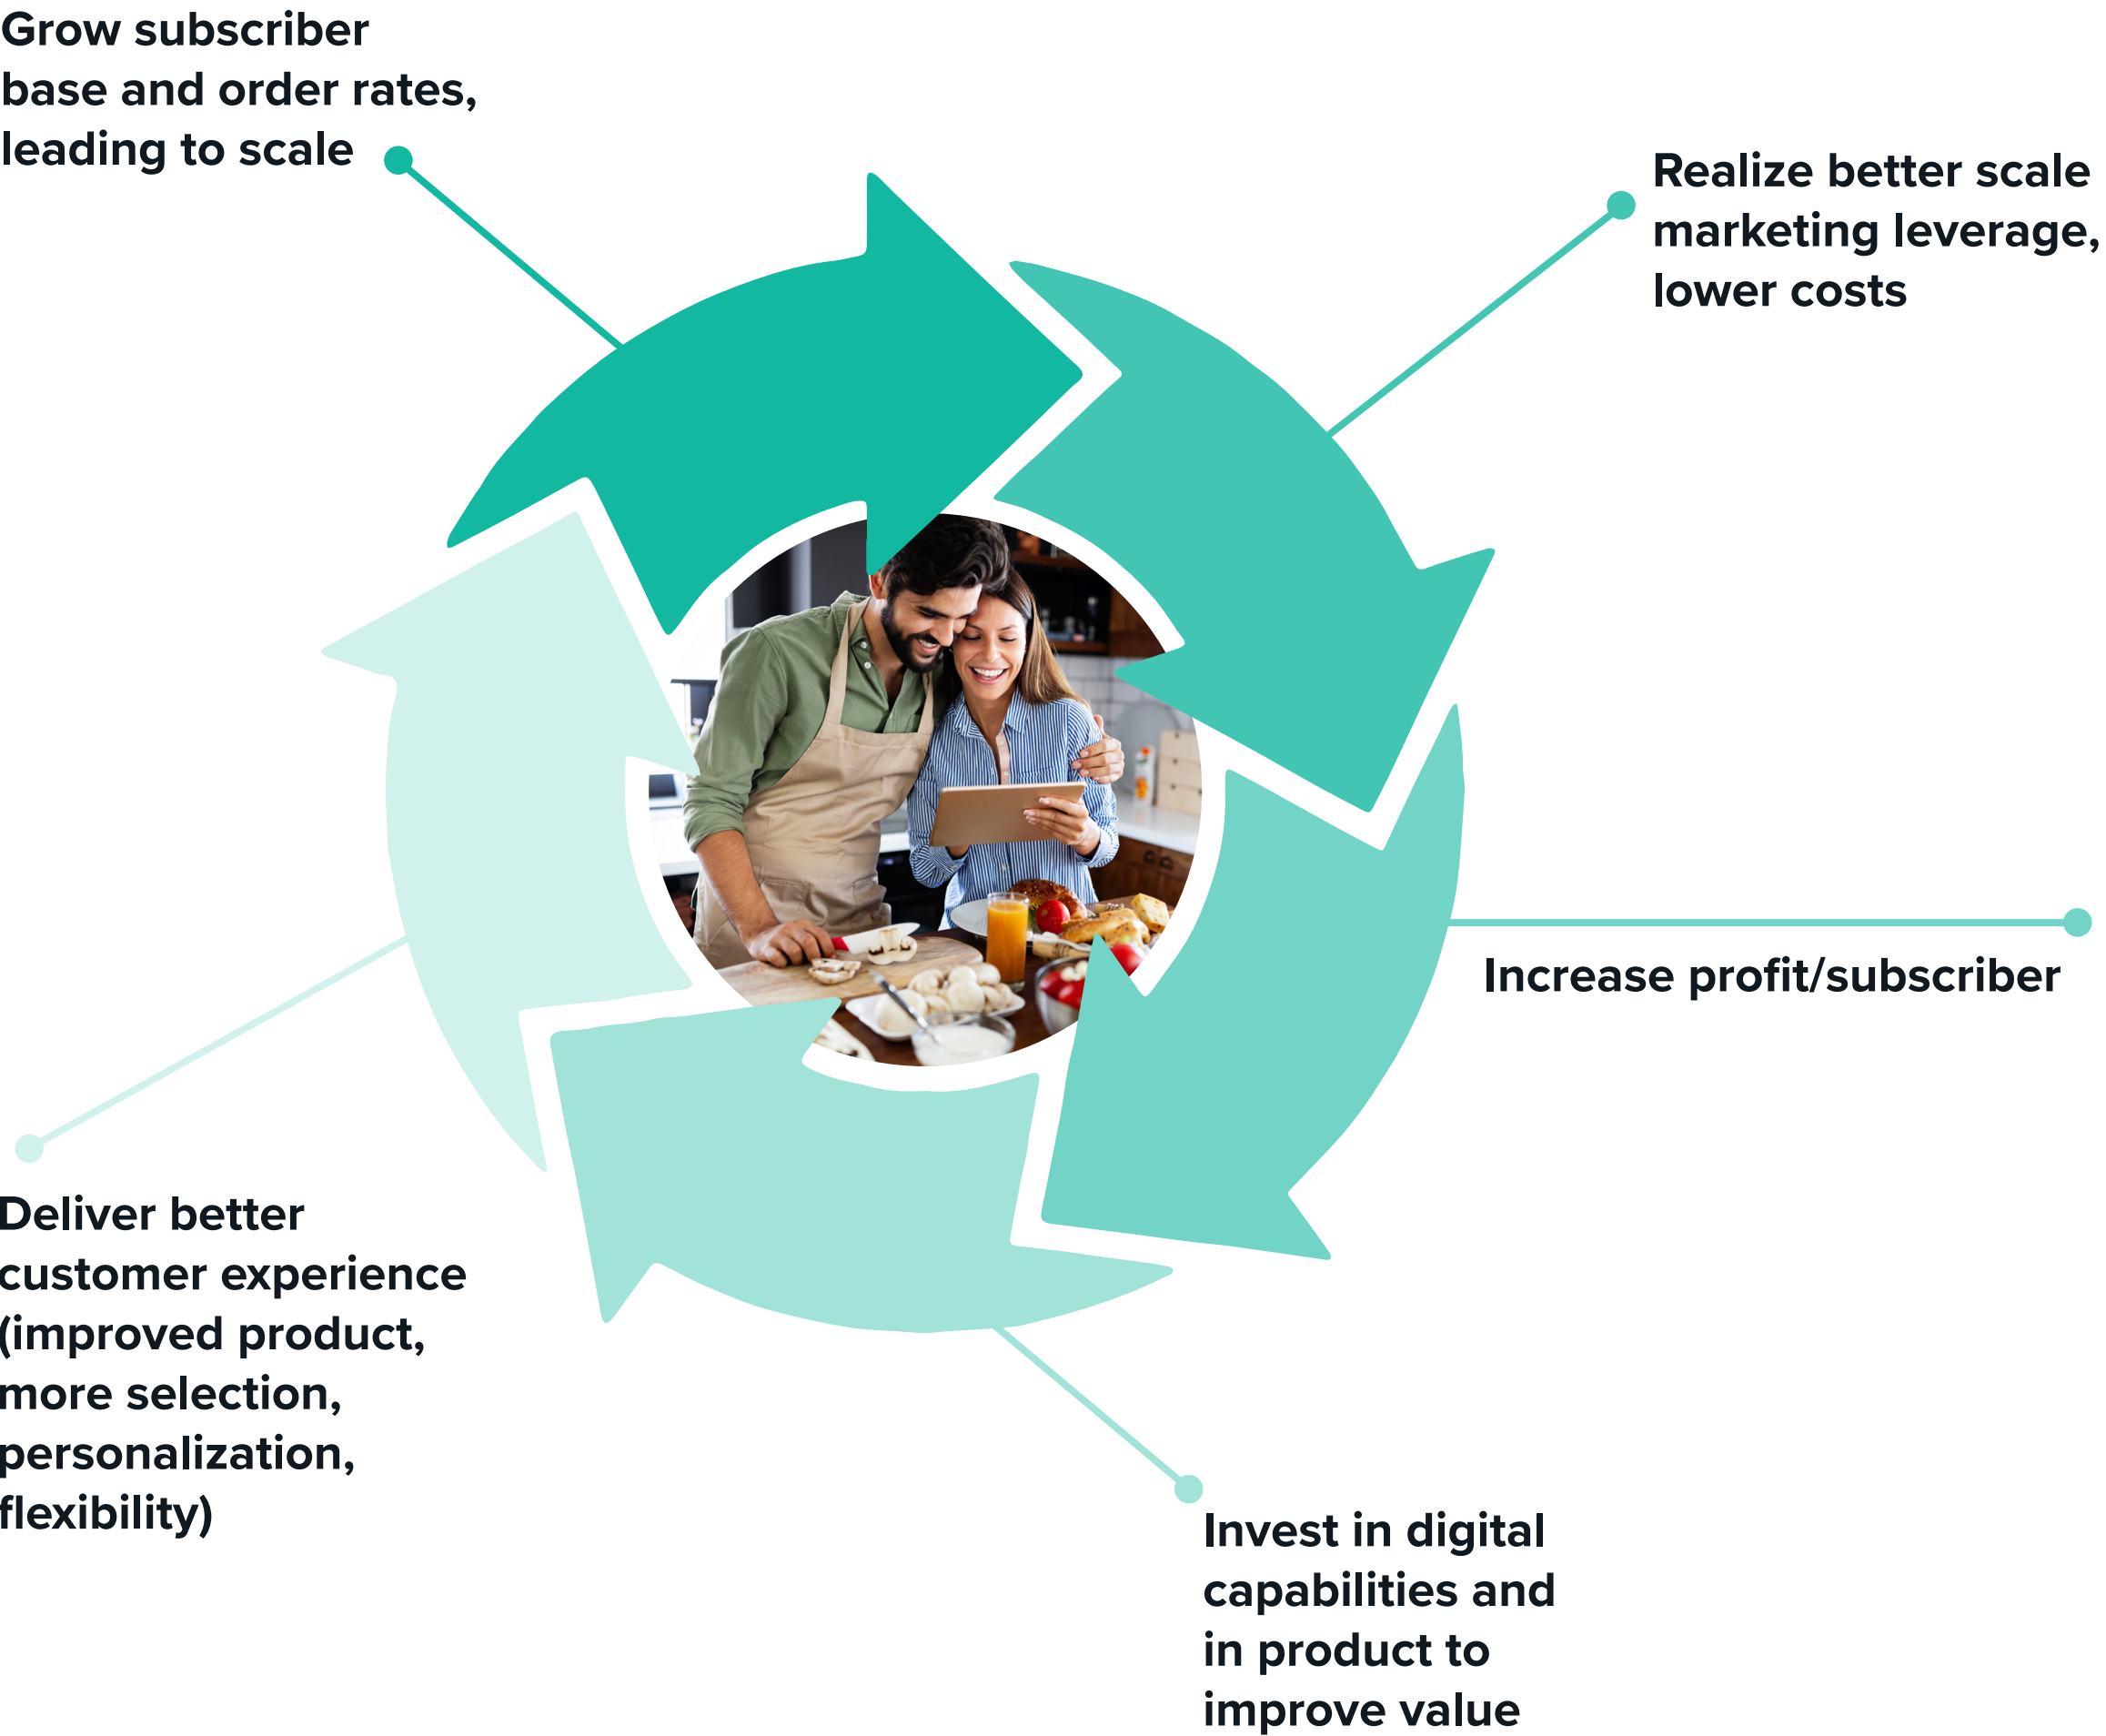 Grow subscriber
base and order rates,
leading to scale
Realize better scale
marketing leverage,
lower costs
Increase profit/subscriber
Invest in digital
capabilities and
in product to
improve value
Deliver better
customer experience
(improved product,
more selection,
personalization,
flexibility)